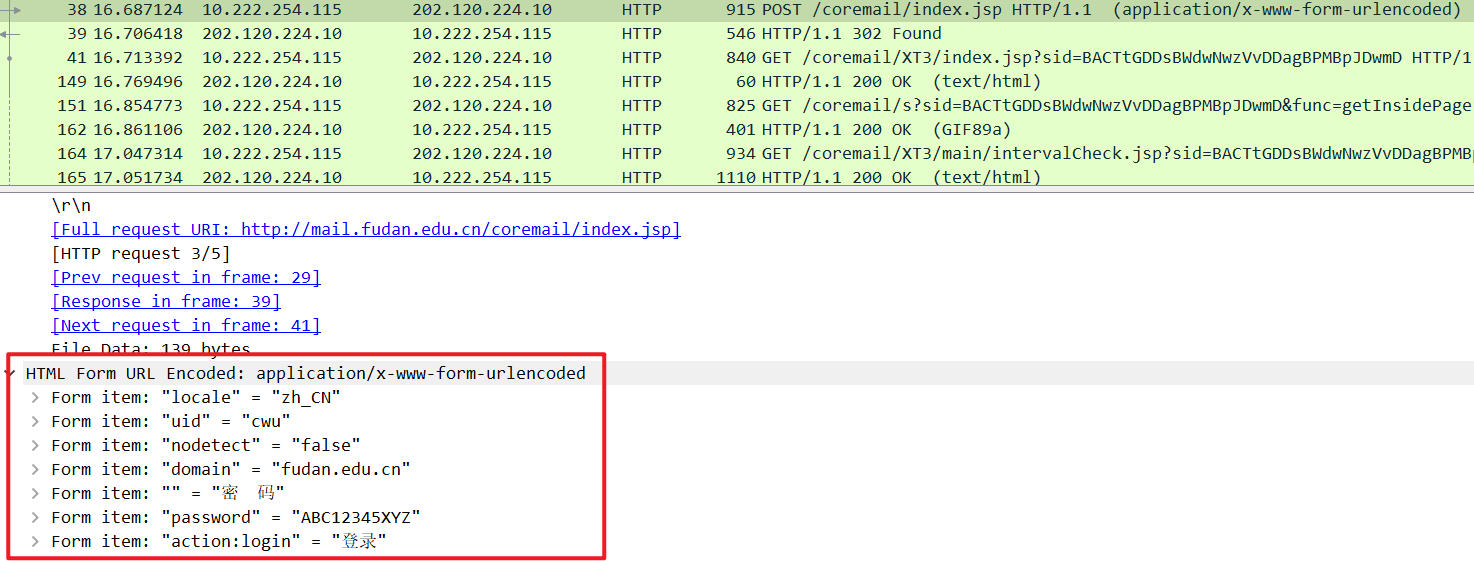 38 16.687124 10.222.254.115 202.120.224.10 HTTP 915 POST /coremail/index.jsp HTTP/1.1 (application/x-www-form-urlencoded)
39 16.706418 202.120.224.10 10.222.254.115 HTTP 546 HTTP/1.1 302 Found
41 16.713392 10.222.254.115 202.120.224.10 HTTP 840 GET /coremail/XT3/index.jsp?sid=BACTtGDDsBWdwNwzVvDDagBPMBpJDwmD HTTP/1
149 16.769496 202.120.224.10 10.222.254.115 HTTP 60 HTTP/1.1 200 OK (text/html)
151 16.854773 10.222.254.115 202.120.224.10 HTTP 825 GET /coremail/s?sid=BACTtGDDsBWdwNwzVvDDagBPMBpJDwmD&func=getInsidePage
162 16.861106 202.120.224.10 10.222.254.115 HTTP 401 HTTP/1.1 200 OK (GIF89a)
164 17.047314 10.222.254.115 202.120.224.10 HTTP 934 GET /coremail/XT3/main/intervalCheck.jsp?sid=BACTtGDDsBWdwNwzVvDDagBPMBp
165 17.051734 202.120.224.10 10.222.254.115 HTTP 1110 HTTP/1.1 200 OK (text/html)
\r\n
[Full request URI: http://mail.fudan.edu.cn/coremail/index.jsp]
[HTTP request 3/5]
[Prev request in frame: 29]
[Response in frame: 39]
[Next request in frame: 41]
File Data: 139 bytes
HTML Form URL Encoded: application/x-www-form-urlencoded
Form item: "locale" = "zh_CN"
Form item: "uid" = "cwu"
Form item: "nodetect" = "false"
Form item: "domain" = "fudan.edu.cn"
Form item: "" = "密　码"
Form item: "password" = "ABC12345XYZ"
Form item: "action:login" = "登录"